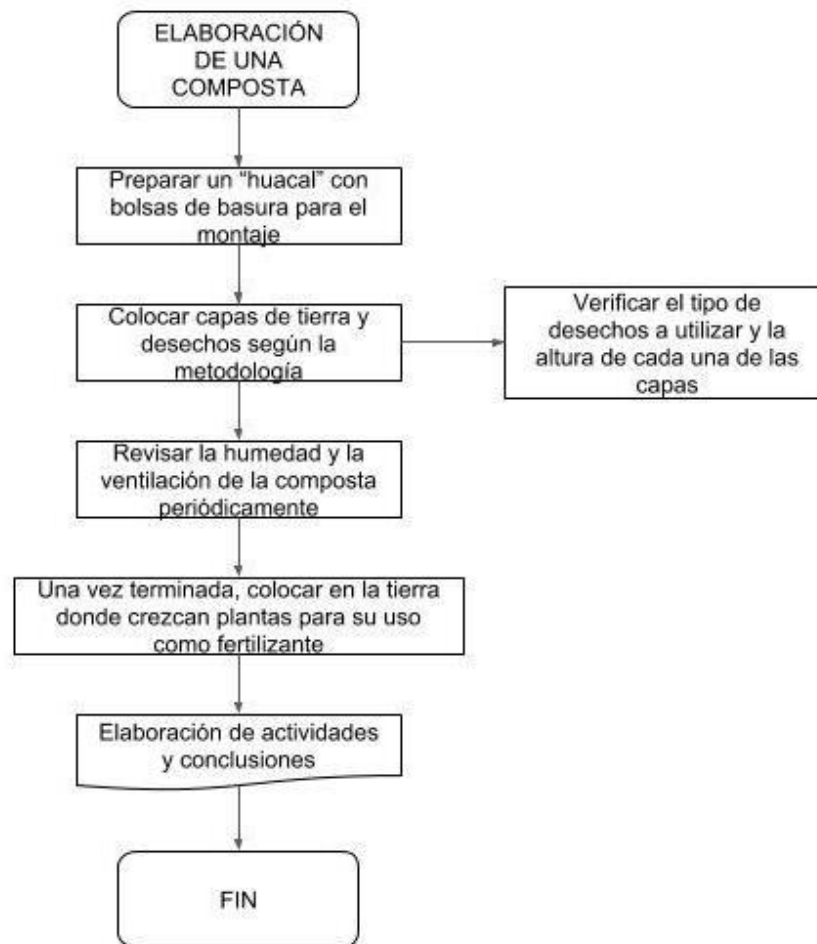 ELABORACIÓN
DE UNA
COMPOSTA
Preparar un “huacal” con
bolsas de basura para el
montaje
Colocar capas de tierra y
desechos según la
metodología
Verificar el tipo de
desechos a utilizar y la
altura de cada una de las
capas
Revisar la humedad y la
ventilación de la composta
periódicamente
Una vez terminada, colocar en la tierra
donde crezcan plantas para su uso
como fertilizante
Elaboración de actividades
y conclusiones
FIN